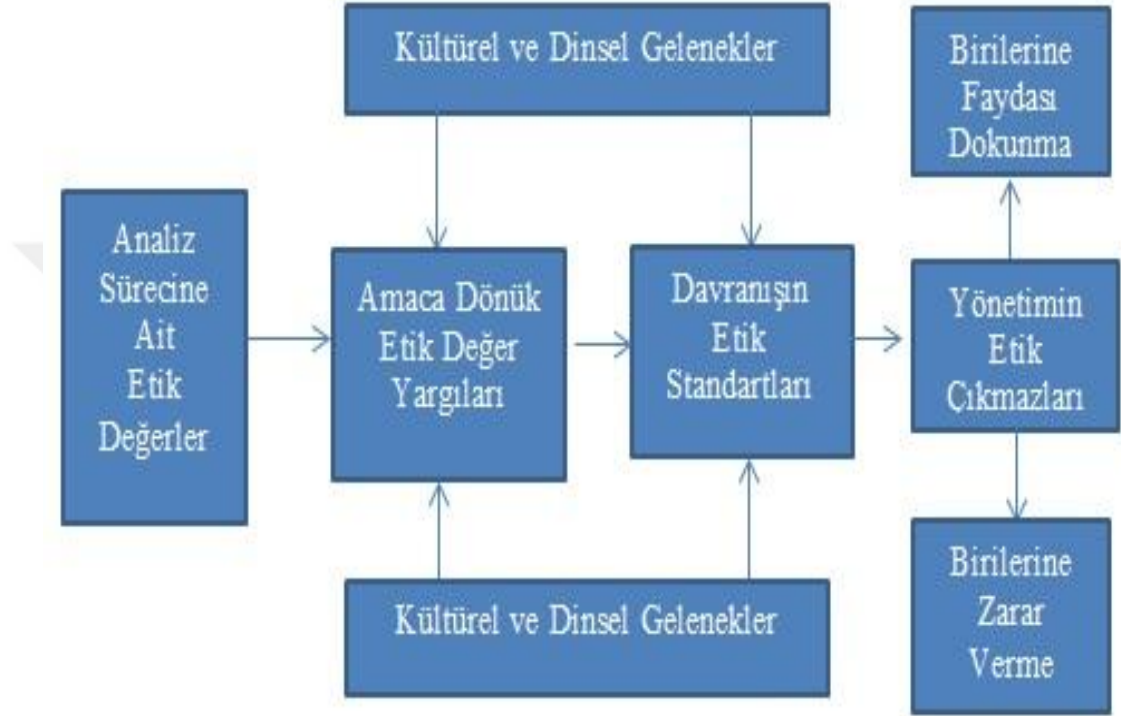 Kültürel ve Dinsel Gelenekler
Birilerine
Faydası
Dokunma
Analiz
Sürecine
Ait
Etik
Değerler
Amaca Dönük
Etik Değer
Yargıları
Davranışın
Etik
Standartları
Yönetimin
Etik
Çıkmazları
Kültürel ve Dinsel Gelenekler
Birilerine
Zarar
Verme